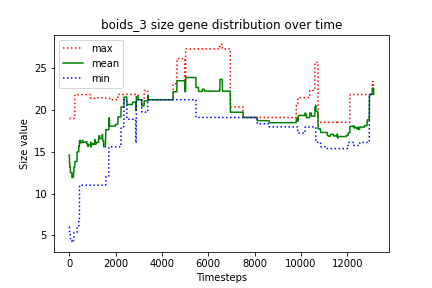 boids_3 size gene distribution over time
max
mean
min
Size value
25
20
15
10
5
0
2000
4000
6000
8000
10000
12000
Timesteps